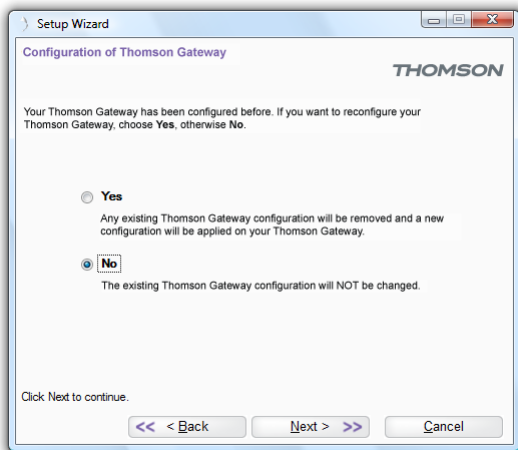 Setup Wizard
Configuration of Thomson Gateway
THOMSON
Your Thomson Gateway has been configured before. If you want to reconfigure your
Thomson Gateway, choose Yes, otherwise No.
Yes
Any existing Thomson Gateway configuration will be removed and a new
configuration will be applied on your Thomson Gateway.
No
The existing Thomson Gateway configuration will NOT be changed.
Click Next to continue.
<< < Back Next > >> Cancel